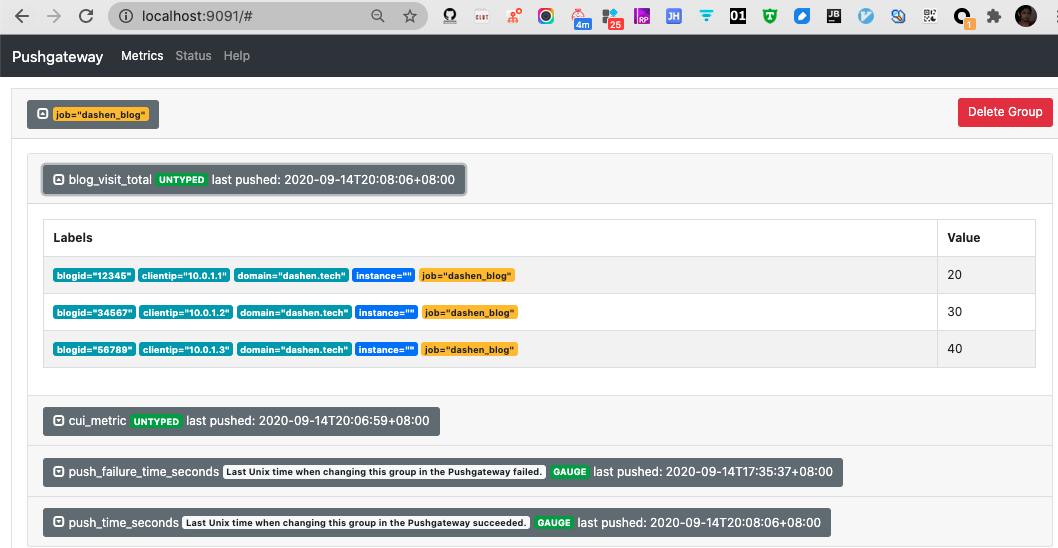 localhost:9091/#
GLOT
4m
25
RP
JH
01
JB
1
Pushgateway Metrics Status Help
job="dashen_blog" Delete Group
blog_visit_total UNTYPED last pushed: 2020-09-14T20:08:06+08:00
Labels Value
blogid="12345" clientip="10.0.1.1" domain="dashen.tech" instance="" job="dashen_blog" 20
blogid="34567" clientip="10.0.1.2" domain="dashen.tech" instance="" job="dashen_blog" 30
blogid="56789" clientip="10.0.1.3" domain="dashen.tech" instance="" job="dashen_blog" 40
cui_metric UNTYPED last pushed: 2020-09-14T20:06:59+08:00
push_failure_time_seconds Last Unix time when changing this group in the Pushgateway failed. GAUGE last pushed: 2020-09-14T17:35:37+08:00
push_time_seconds Last Unix time when changing this group in the Pushgateway succeeded. GAUGE last pushed: 2020-09-14T20:08:06+08:00